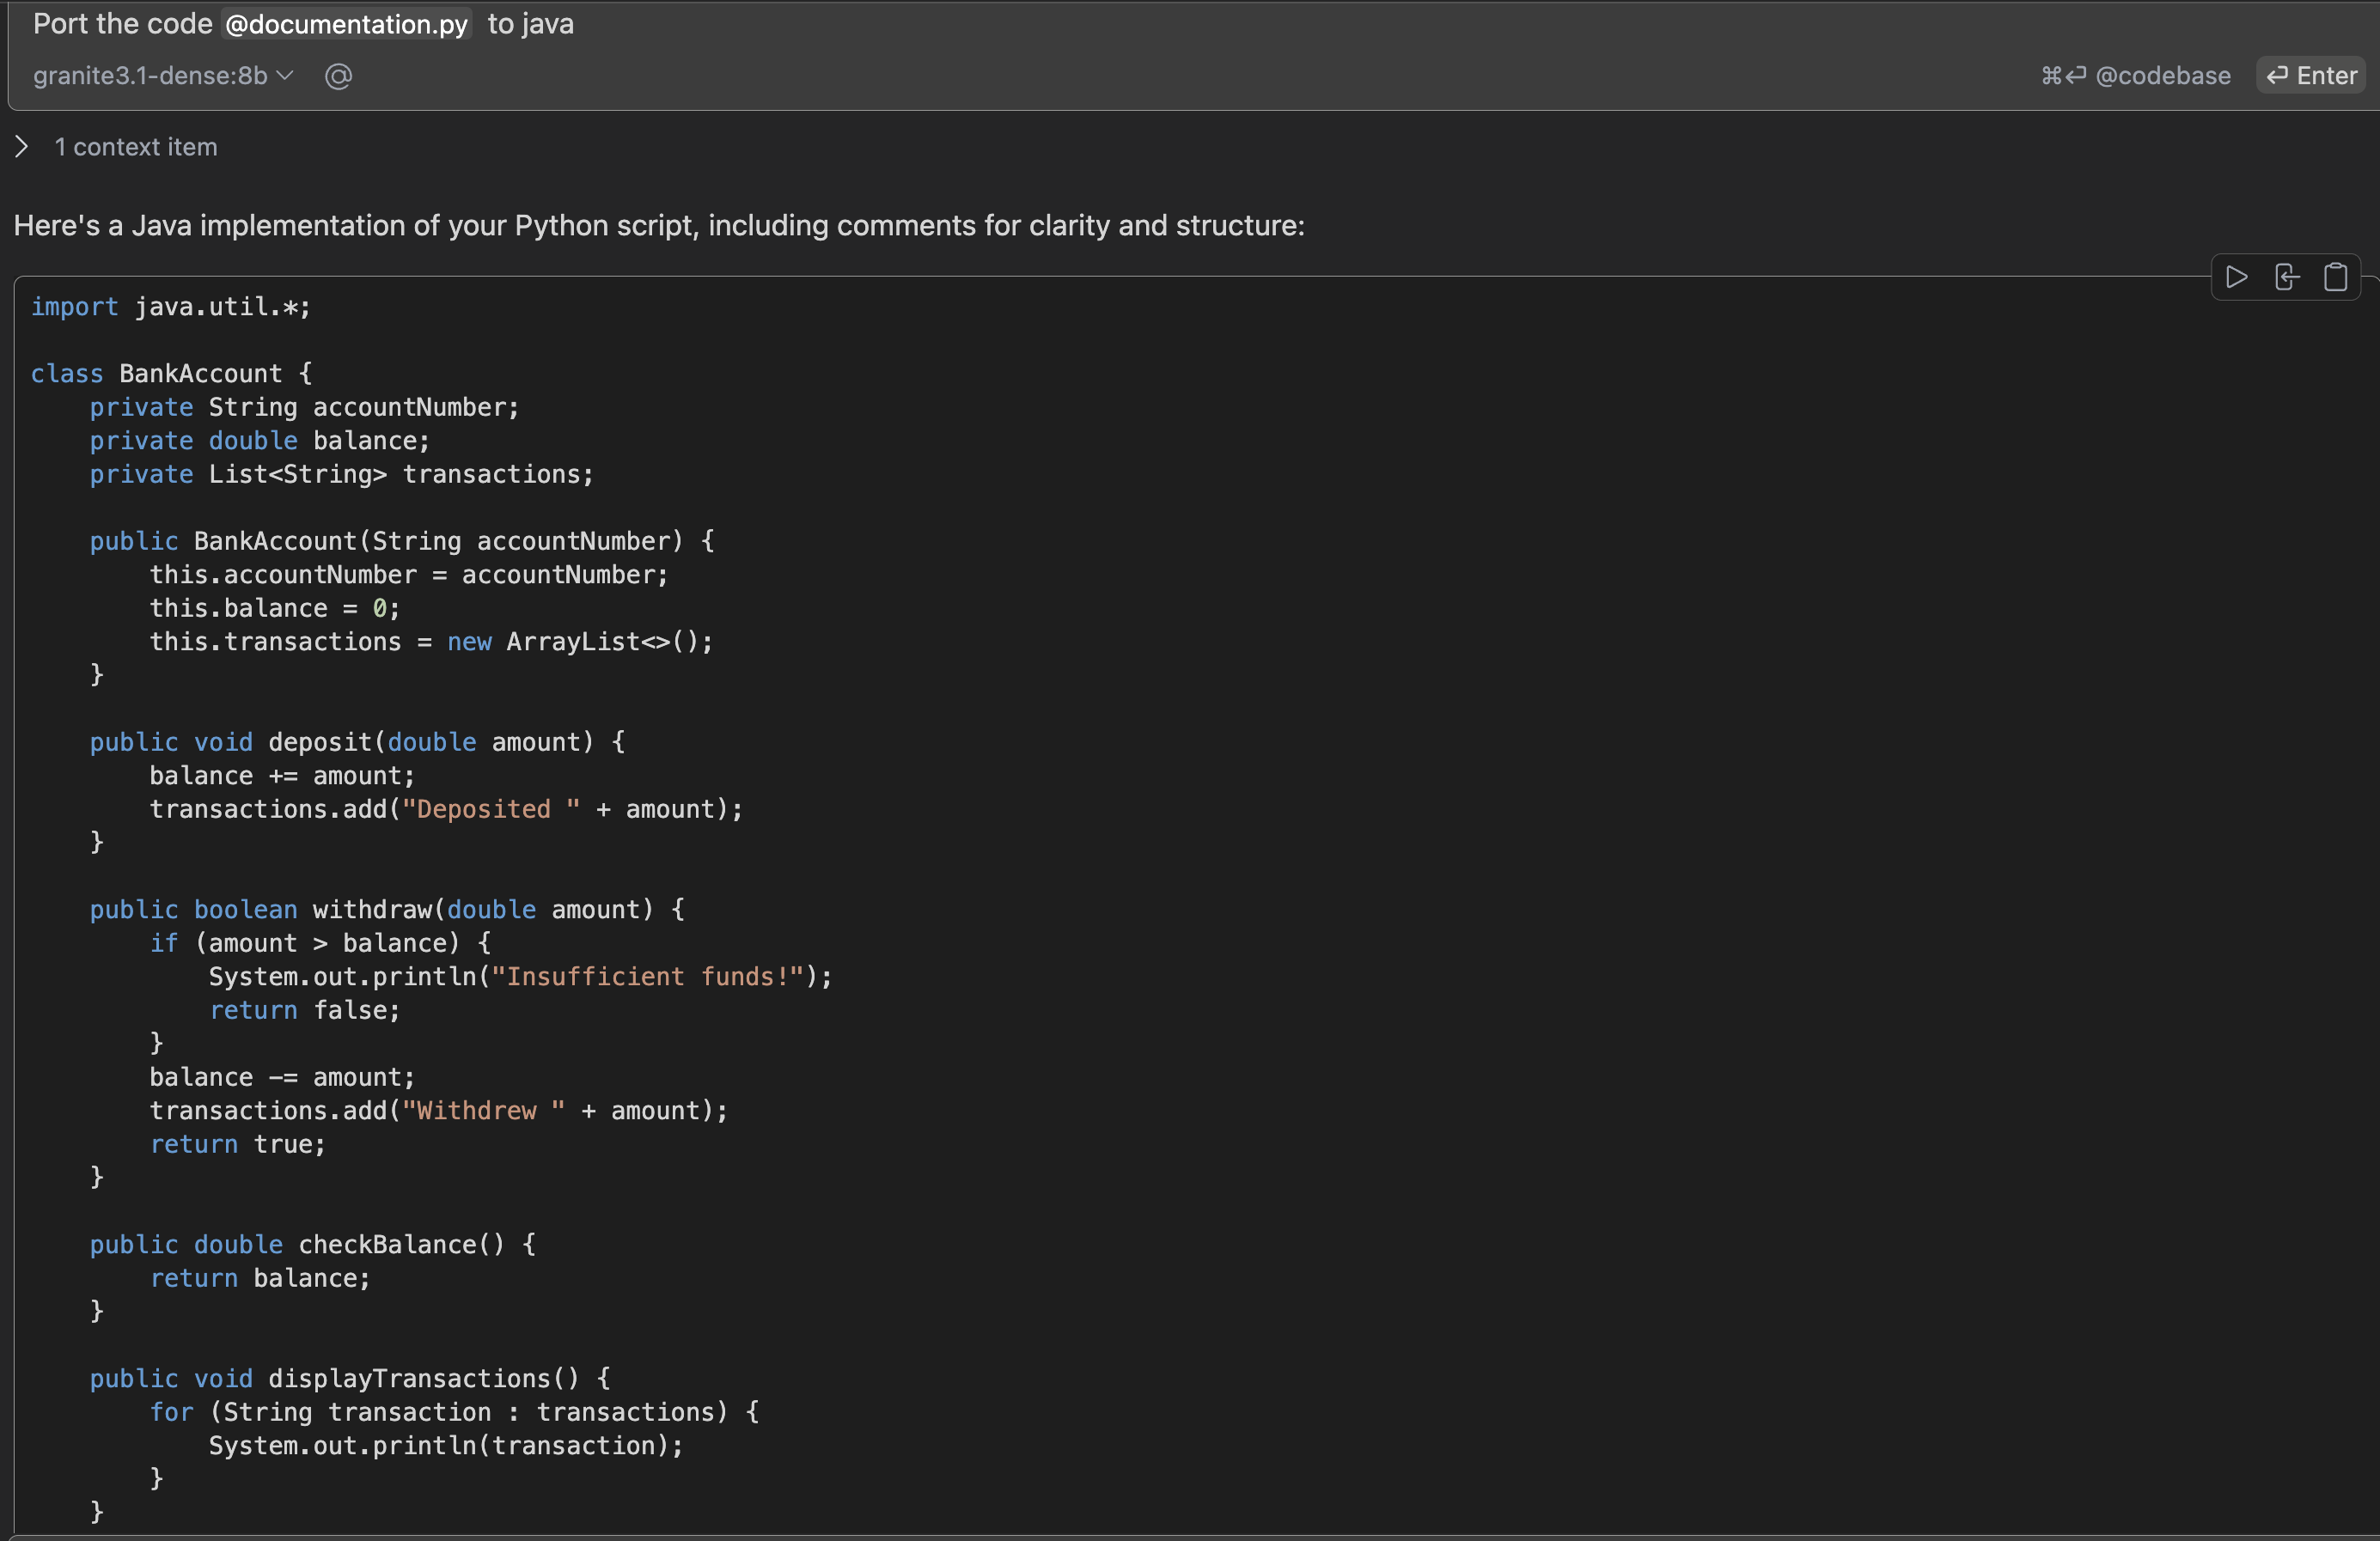 Port the code @documentation.py to java
granite3.1-dense:8b @ ⌘⏎ @codebase ⏎ Enter
1 context item
Here's a Java implementation of your Python script, including comments for clarity and structure:
import java.util.*;

class BankAccount {
    private String accountNumber;
    private double balance;
    private List<String> transactions;

    public BankAccount(String accountNumber) {
        this.accountNumber = accountNumber;
        this.balance = 0;
        this.transactions = new ArrayList<>();
    }

    public void deposit(double amount) {
        balance += amount;
        transactions.add("Deposited " + amount);
    }

    public boolean withdraw(double amount) {
        if (amount > balance) {
            System.out.println("Insufficient funds!");
            return false;
        }
        balance -= amount;
        transactions.add("Withdrew " + amount);
        return true;
    }

    public double checkBalance() {
        return balance;
    }

    public void displayTransactions() {
        for (String transaction : transactions) {
            System.out.println(transaction);
        }
    }